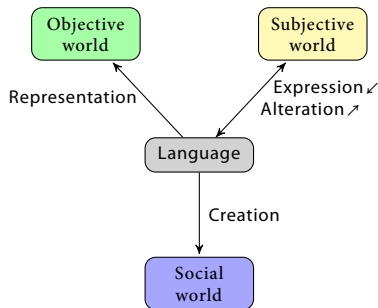 Objective
world
Subjective
world
Representation
Expression↙
Alteration↗
Language
Creation
Social
world